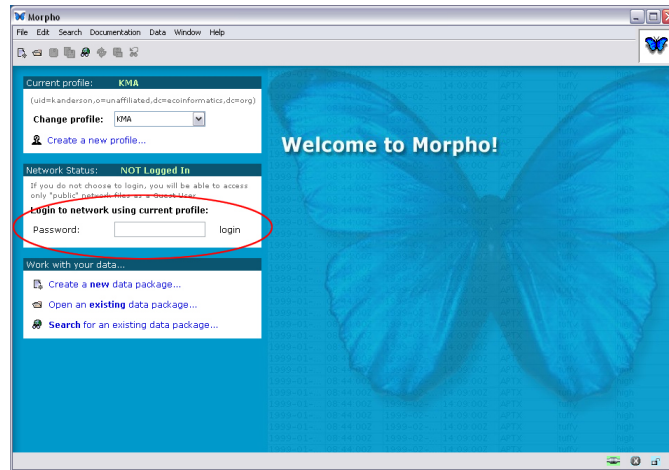 Morpho
File Edit Search Documentation Data Window Help
Current profile: KMA
(uid=kanderson,o=unaffiliated,dc=ecoinformatics,dc=org)
Change profile: KMA
Create a new profile...
Welcome to Morpho!
Network Status: NOT Logged In
If you do not choose to login, you will be able to access
only "public" network files as a Guest User
Login to network using current profile:
Password: login
Work with your data...
Create a new data package...
Open an existing data package...
Search for an existing data package...